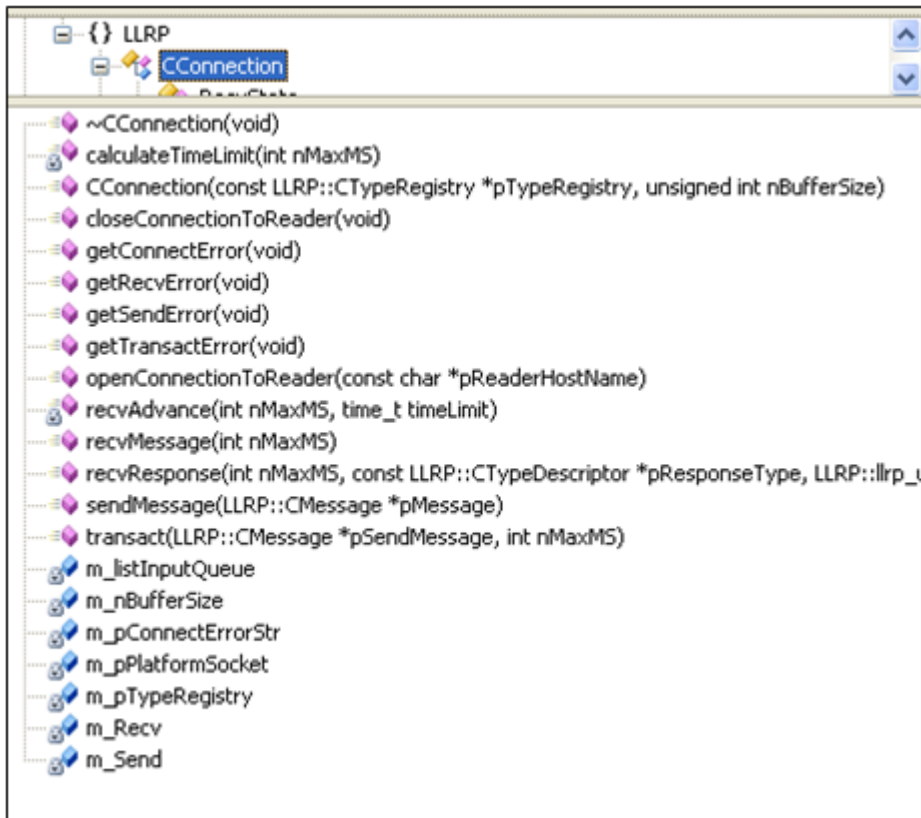 {} LLRP
CConnection
RecvState
~CConnection(void)
calculateTimeLimit(int nMaxMS)
CConnection(const LLRP::CTypeRegistry *pTypeRegistry, unsigned int nBufferSize)
closeConnectionToReader(void)
getConnectError(void)
getRecvError(void)
getSendError(void)
getTransactError(void)
openConnectionToReader(const char *pReaderHostName)
recvAdvance(int nMaxMS, time_t timeLimit)
recvMessage(int nMaxMS)
recvResponse(int nMaxMS, const LLRP::CTypeDescriptor *pResponseType, LLRP::llrp_u
sendMessage(LLRP::CMessage *pMessage)
transact(LLRP::CMessage *pSendMessage, int nMaxMS)
m_listInputQueue
m_nBufferSize
m_pConnectErrorStr
m_pPlatformSocket
m_pTypeRegistry
m_Recv
m_Send